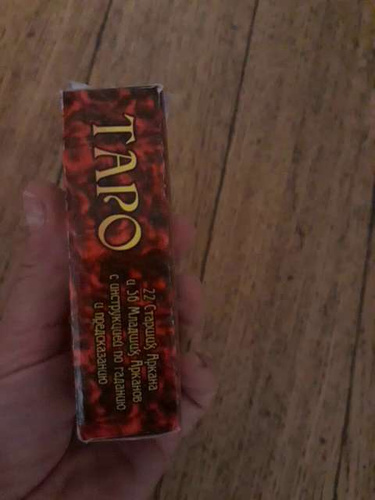 ТАРО
22 Старших Аркана
и 56 Младших Арканов
с инструкцией по гаданию
и предсказанию